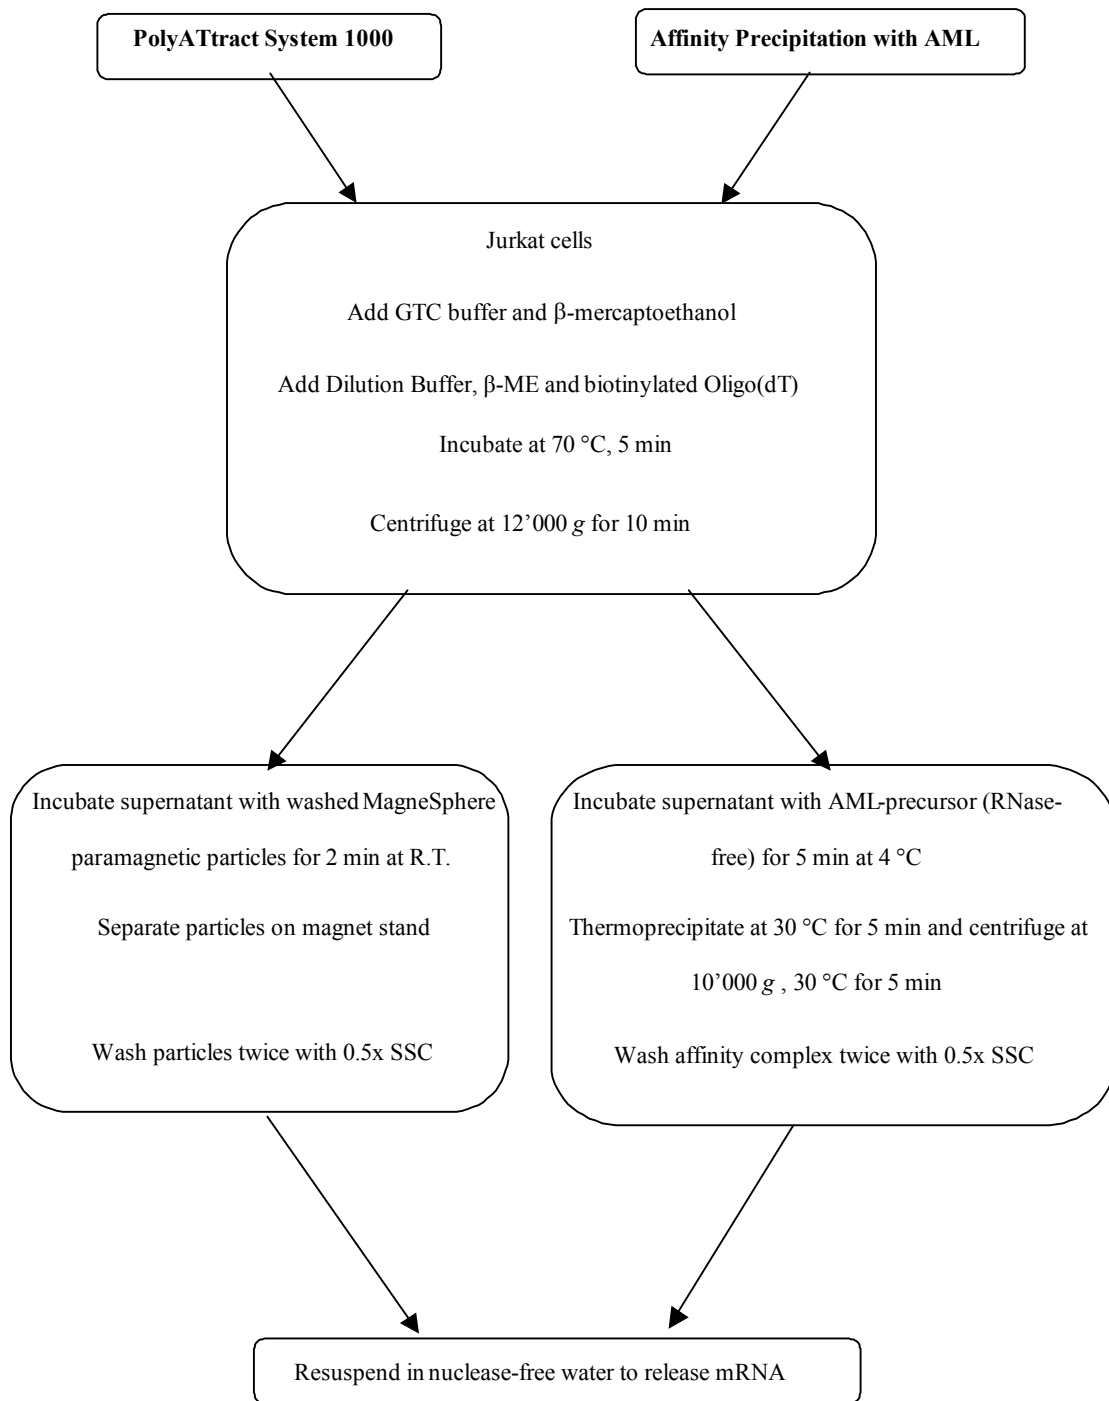 PolyATtract System 1000
Affinity Precipitation with AML
Jurkat cells
Add GTC buffer and β-mercaptoethanol
Add Dilution Buffer, β-ME and biotinylated Oligo(dT)
Incubate at 70 °C, 5 min
Centrifuge at 12’000 g for 10 min
Incubate supernatant with washed MagneSphere
paramagnetic particles for 2 min at R.T.
Separate particles on magnet stand
Wash particles twice with 0.5x SSC
Incubate supernatant with AML-precursor (RNase-
free) for 5 min at 4 °C
Thermoprecipitate at 30 °C for 5 min and centrifuge at
10’000 g , 30 °C for 5 min
Wash affinity complex twice with 0.5x SSC
Resuspend in nuclease-free water to release mRNA